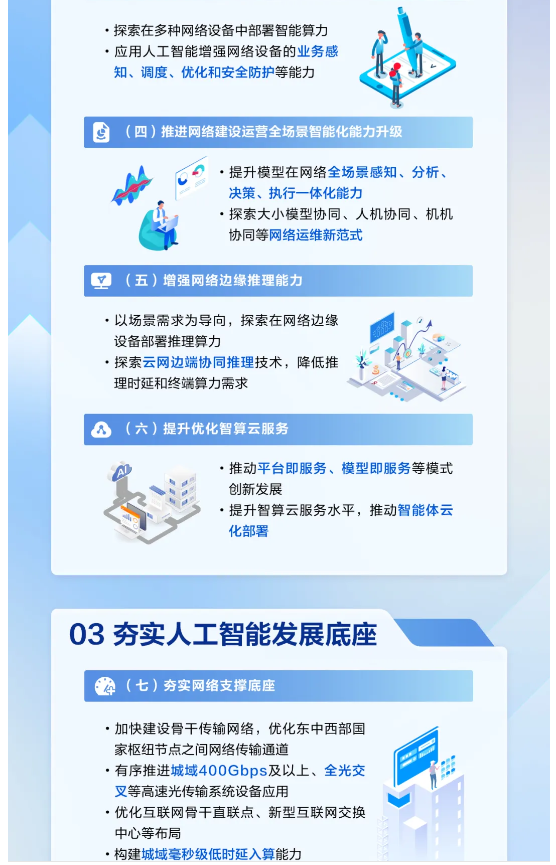 • 探索在多种网络设备中部署智能算力
• 应用人工智能增强网络设备的业务感
知、调度、优化和安全防护等能力
（四）推进网络建设运营全场景智能化能力升级
• 提升模型在网络全场景感知、分析、
决策、执行一体化能力
• 探索大小模型协同、人机协同、机机
协同等网络运维新范式
（五）增强网络边缘推理能力
• 以场景需求为导向，探索在网络边缘
设备部署推理算力
• 探索云网边端协同推理技术，降低推
理时延和终端算力需求
（六）提升优化智算云服务
AI
• 推动平台即服务、模型即服务等模式
创新发展
• 提升智算云服务水平，推动智能体云
化部署
03 夯实人工智能发展底座
（七）夯实网络支撑底座
• 加快建设骨干传输网络，优化东中西部国
家枢纽节点之间网络传输通道
• 有序推进城域400Gbps及以上、全光交
叉等高速光传输系统设备应用
• 优化互联网骨干直联点、新型互联网交换
中心等布局
• 构建城域毫秒级低时延入算能力